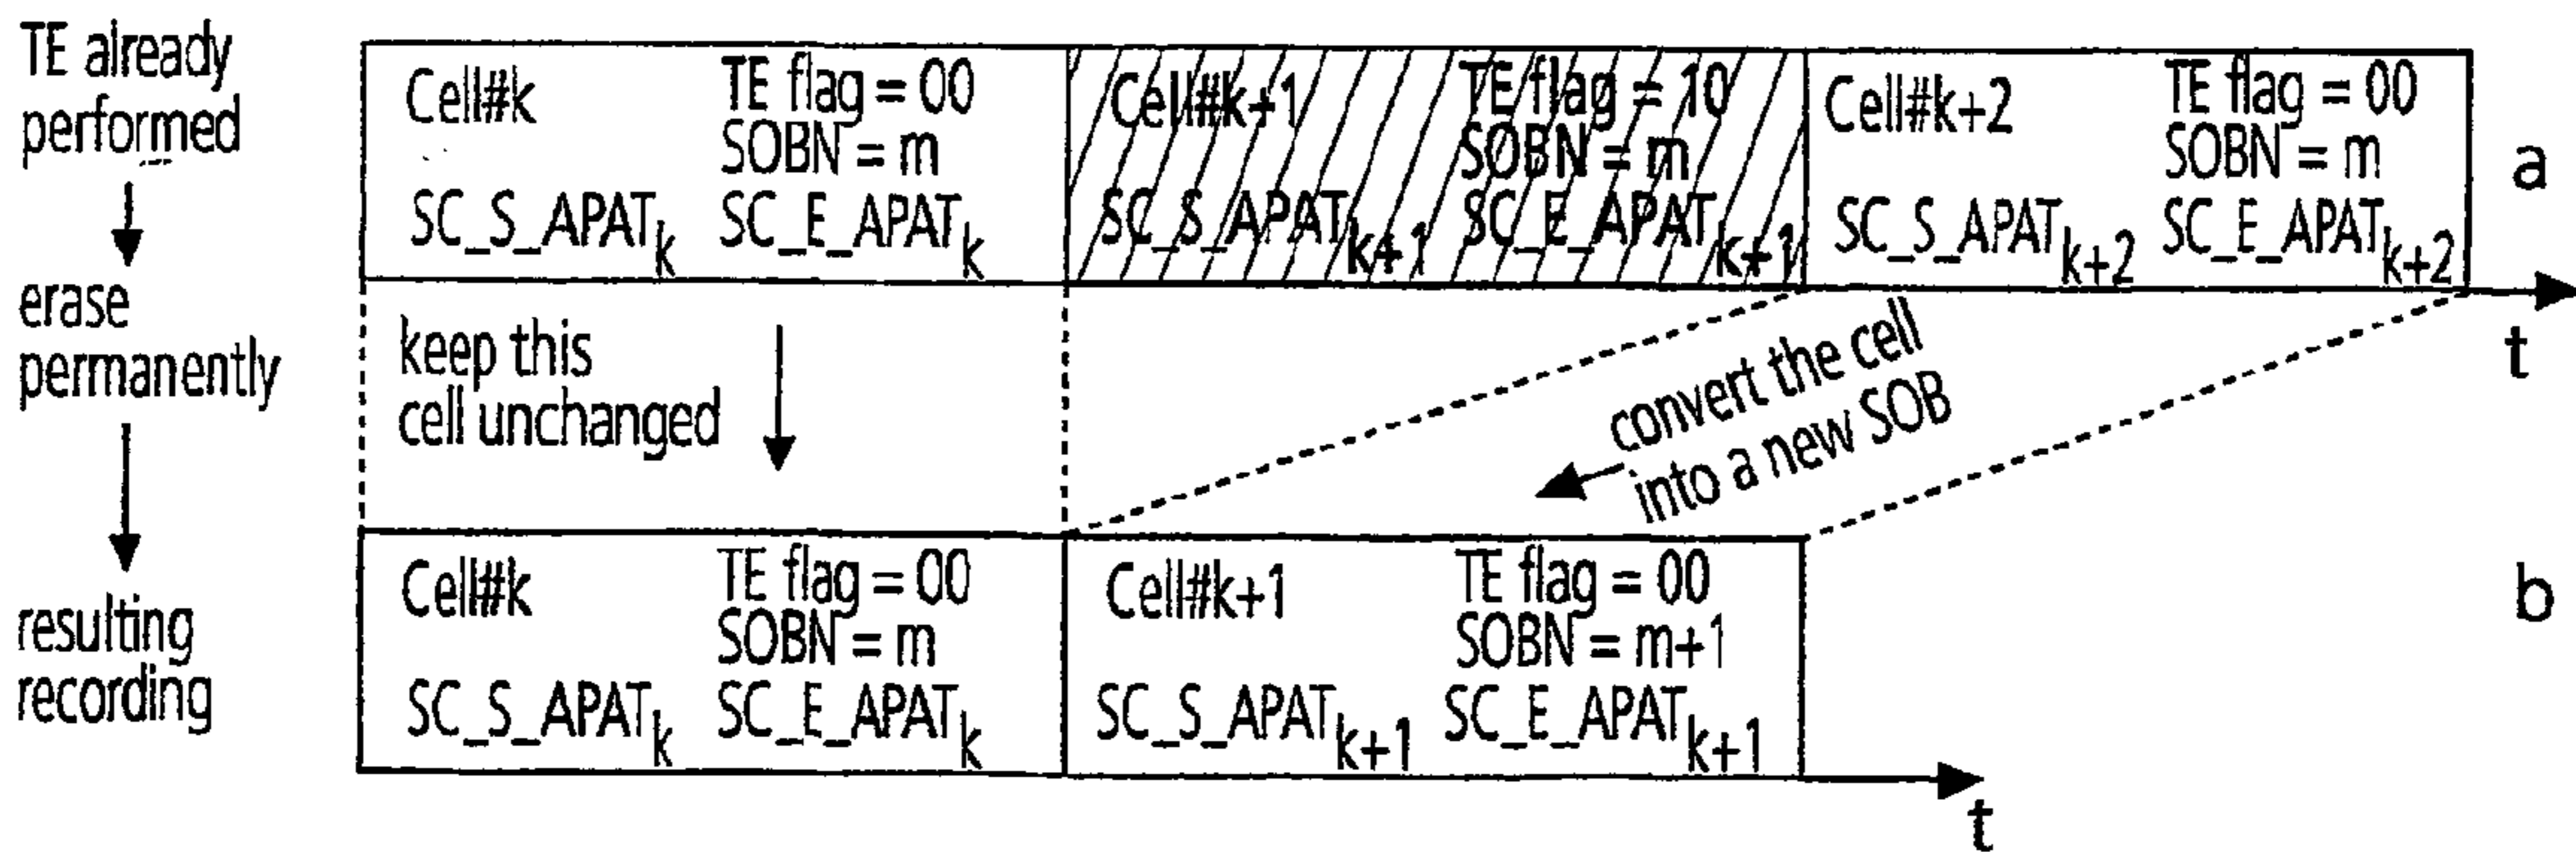 TE already
performed
erase
permanently
resulting
recording
Cell#k
TE flag = 00
SOBN = m
SC_S_APATk SC_E_APATk
Cell#k+1
TE flag = 10
SOBN = m
SC_S_APATk+1 SC_E_APATk+1
Cell#k+2
TE flag = 00
SOBN = m
SC_S_APATk+2 SC_E_APATk+2
a
t
keep this
cell unchanged
convert the cell
into a new SOB
Cell#k
TE flag = 00
SOBN = m
SC_S_APATk SC_E_APATk
Cell#k+1
TE flag = 00
SOBN = m+1
SC_S_APATk+1 SC_E_APATk+1
b
t